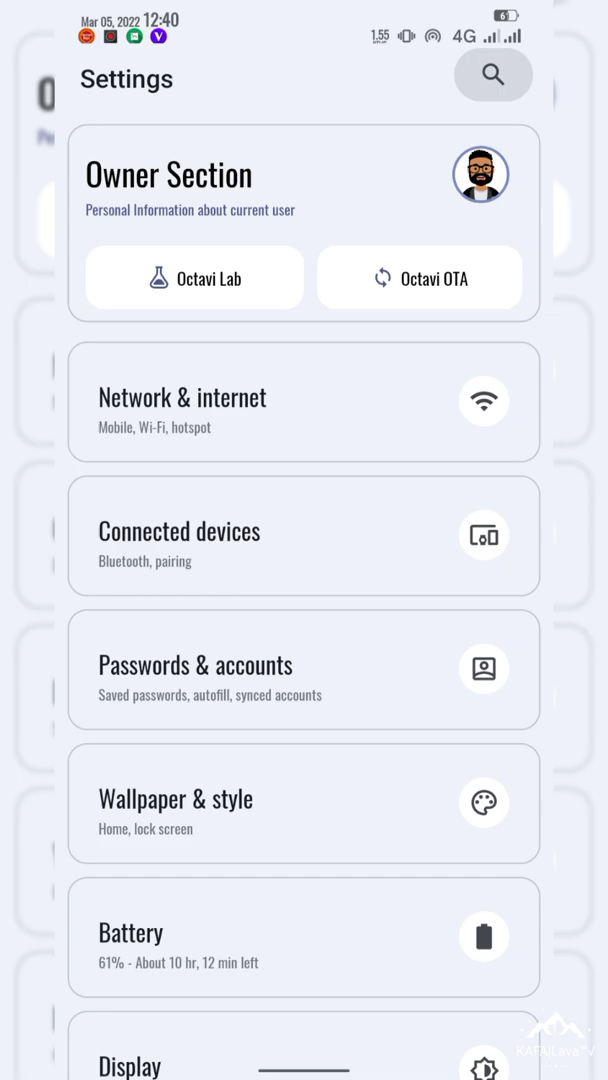 Mar 05, 2022 12:40
1.55
4G
Settings
Owner Section
Personal Information about current user
Octavi Lab
Octavi OTA
Network & internet
Mobile, Wi-Fi, hotspot
Connected devices
Bluetooth, pairing
Passwords & accounts
Saved passwords, autofill, synced accounts
Wallpaper & style
Home, lock screen
Battery
61% - About 10 hr, 12 min left
Display